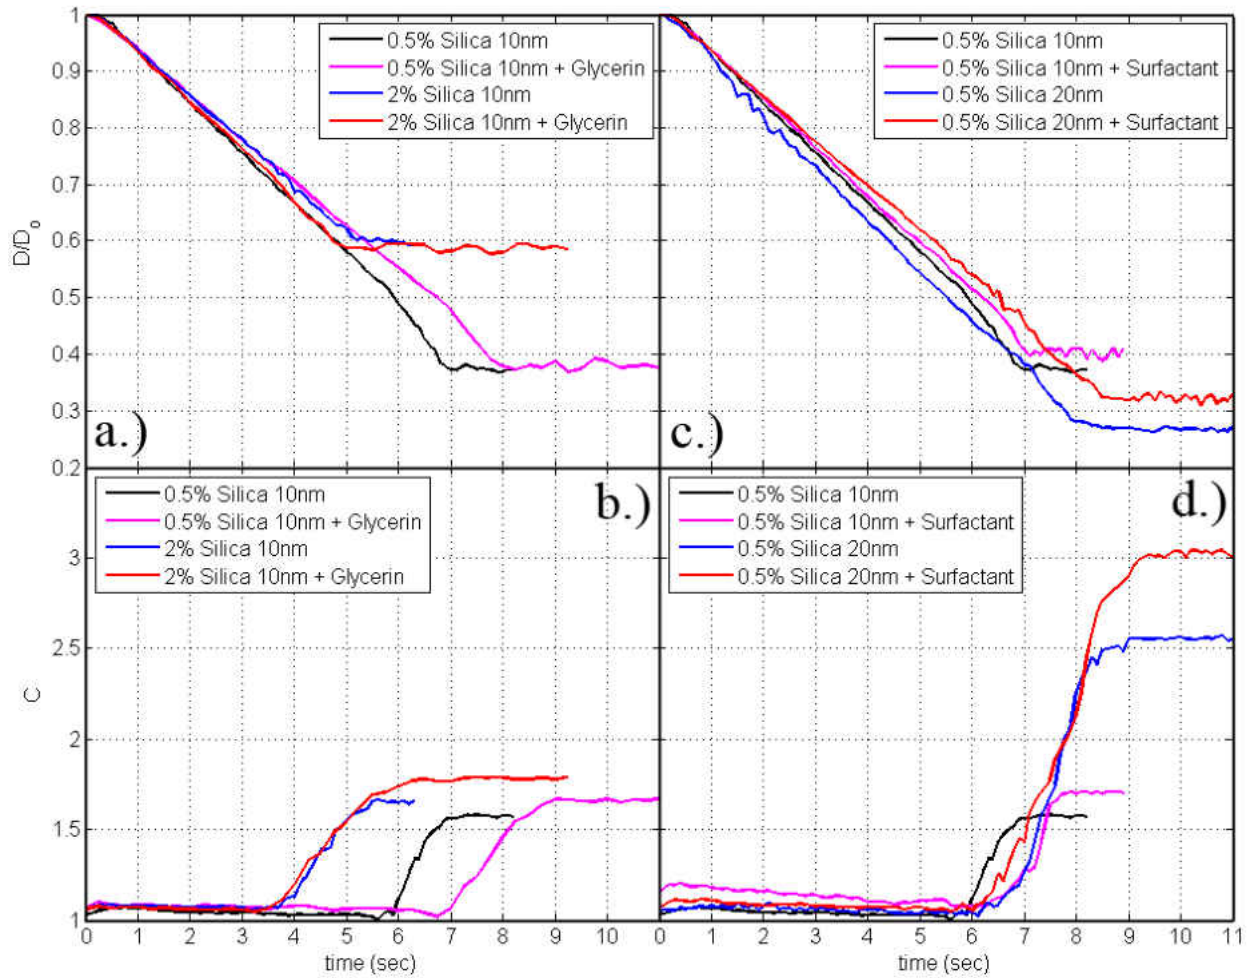 1
0.9
0.8
0.7
0.6
0.5
0.4
0.3
0.2
D/D₀
0.5% Silica 10nm
0.5% Silica 10nm + Glycerin
2% Silica 10nm
2% Silica 10nm + Glycerin
a.)
0.5% Silica 10nm
0.5% Silica 10nm + Surfactant
0.5% Silica 20nm
0.5% Silica 20nm + Surfactant
c.)
3
2.5
2
1.5
1
C
0.5% Silica 10nm
0.5% Silica 10nm + Glycerin
2% Silica 10nm
2% Silica 10nm + Glycerin
b.)
0 1 2 3 4 5 6 7 8 9 10
time (sec)
0.5% Silica 10nm
0.5% Silica 10nm + Surfactant
0.5% Silica 20nm
0.5% Silica 20nm + Surfactant
d.)
0 1 2 3 4 5 6 7 8 9 10 11
time (sec)